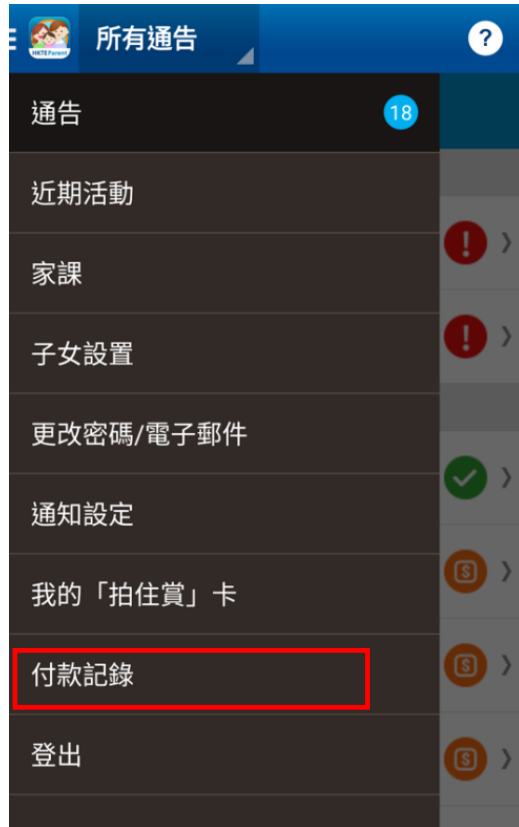 HKTE Parent
所有通告
?
通告
18
近期活動
家課
子女設置
更改密碼/電子郵件
通知設定
我的「拍住賞」卡
付款記錄
登出